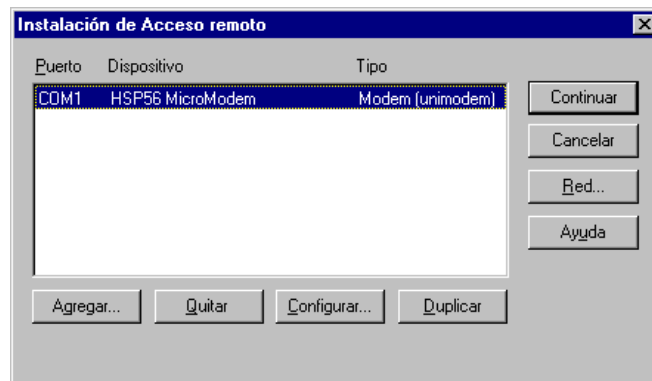 Instalación de Acceso remoto
Puerto Dispositivo Tipo
COM1 HSP56 MicroModem Modem (unimodem)
Continuar
Cancelar
Red...
Ayuda
Agregar... Quitar Configurar... Duplicar